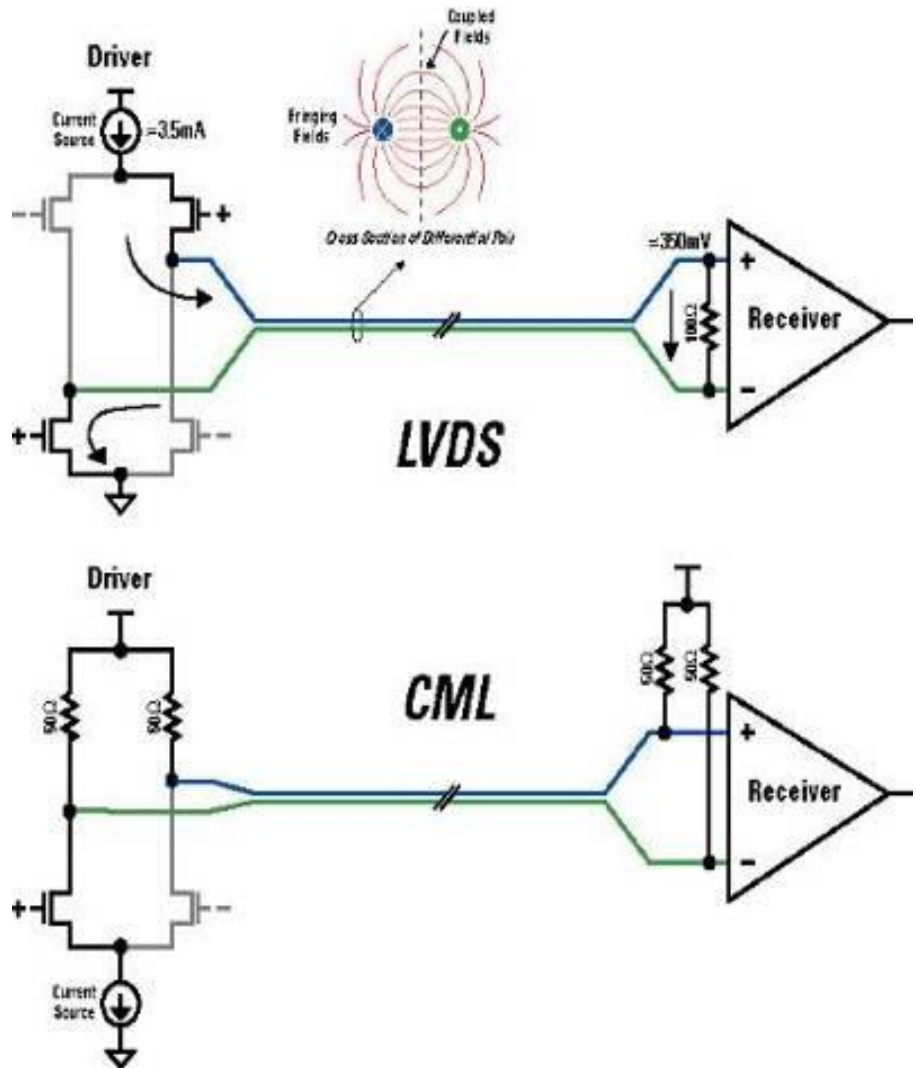 Coupled
Fields
Driver
Fringing
Fields
Current
Source
=3.5mA
Cross Section of Differential Pair
=350mV
+
-
+
100Ω
Receiver
-
+
-
LVDS
Driver
50Ω
50Ω
50Ω
50Ω
CML
+
Receiver
-
+
-
Current
Source